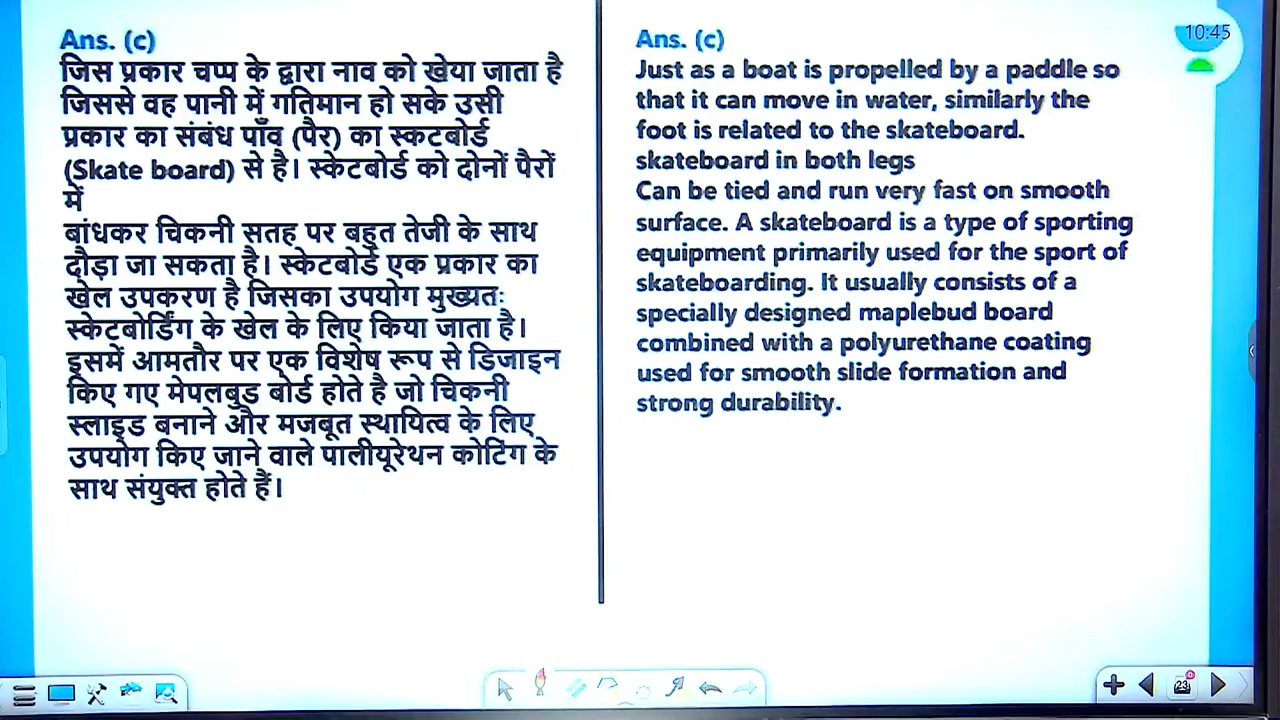 Ans. (c)
जिस प्रकार चप्प के द्वारा नाव को खेया जाता है
जिससे वह पानी में गतिमान हो सके उसी
प्रकार का संबंध पाँव (पैर) का स्कटबोर्ड
(Skate board) से है। स्केटबोर्ड को दोनों पैरों
में
बांधकर चिकनी सतह पर बहुत तेजी के साथ
दौड़ा जा सकता है। स्केटबोर्ड एक प्रकार का
खेल उपकरण है जिसका उपयोग मुख्यतः
स्केटबोर्डिंग के खेल के लिए किया जाता है।
इसमें आमतौर पर एक विशेष रूप से डिजाइन
किए गए मेपलबुड बोर्ड होते है जो चिकनी
स्लाइड बनाने और मजबूत स्थायित्व के लिए
उपयोग किए जाने वाले पालीयूरेथन कोटिंग के
साथ संयुक्त होते हैं।
Ans. (c)
Just as a boat is propelled by a paddle so
that it can move in water, similarly the
foot is related to the skateboard.
skateboard in both legs
Can be tied and run very fast on smooth
surface. A skateboard is a type of sporting
equipment primarily used for the sport of
skateboarding. It usually consists of a
specially designed maplebud board
combined with a polyurethane coating
used for smooth slide formation and
strong durability.
10:45
23